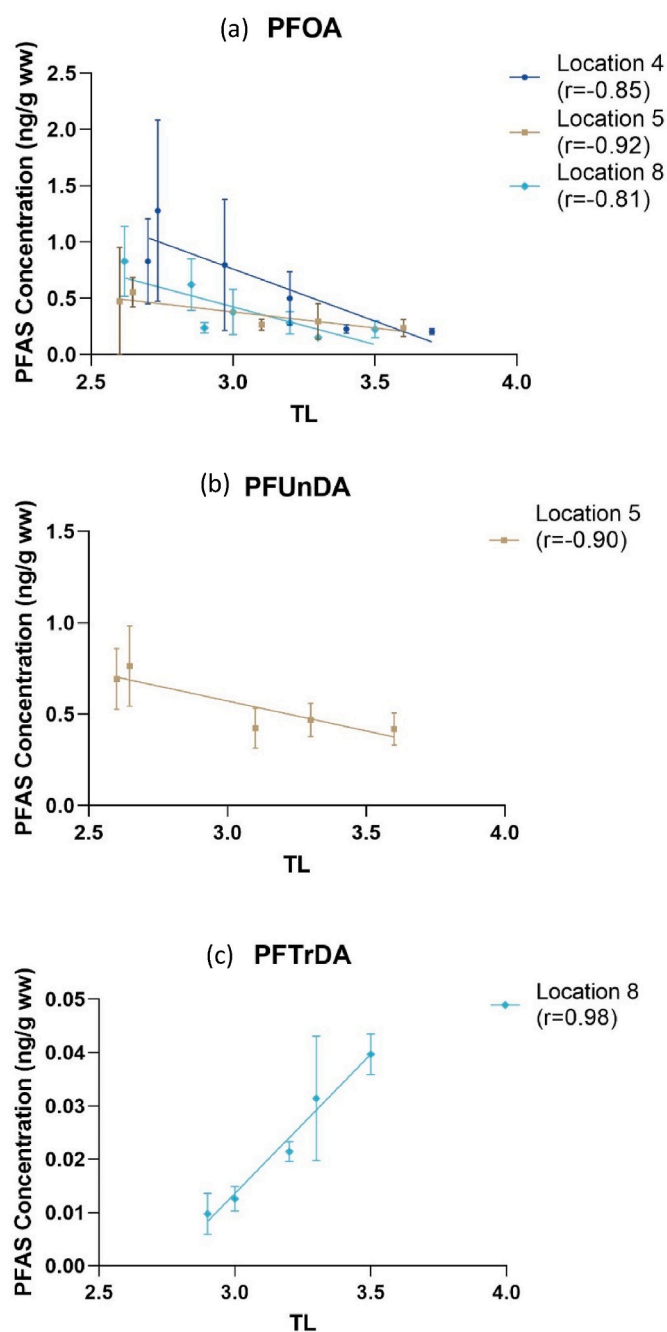 (a) PFOA
PFAS Concentration (ng/g ww)
2.5
2.0
1.5
1.0
0.5
0.0
2.5 3.0 3.5 4.0
TL
Location 4
(r=-0.85)
Location 5
(r=-0.92)
Location 8
(r=-0.81)
(b) PFUnDA
PFAS Concentration (ng/g ww)
1.5
1.0
0.5
0.0
2.5 3.0 3.5 4.0
TL
Location 5
(r=-0.90)
(c) PFTrDA
PFAS Concentration (ng/g ww)
0.05
0.04
0.03
0.02
0.01
0.00
2.5 3.0 3.5 4.0
TL
Location 8
(r=0.98)